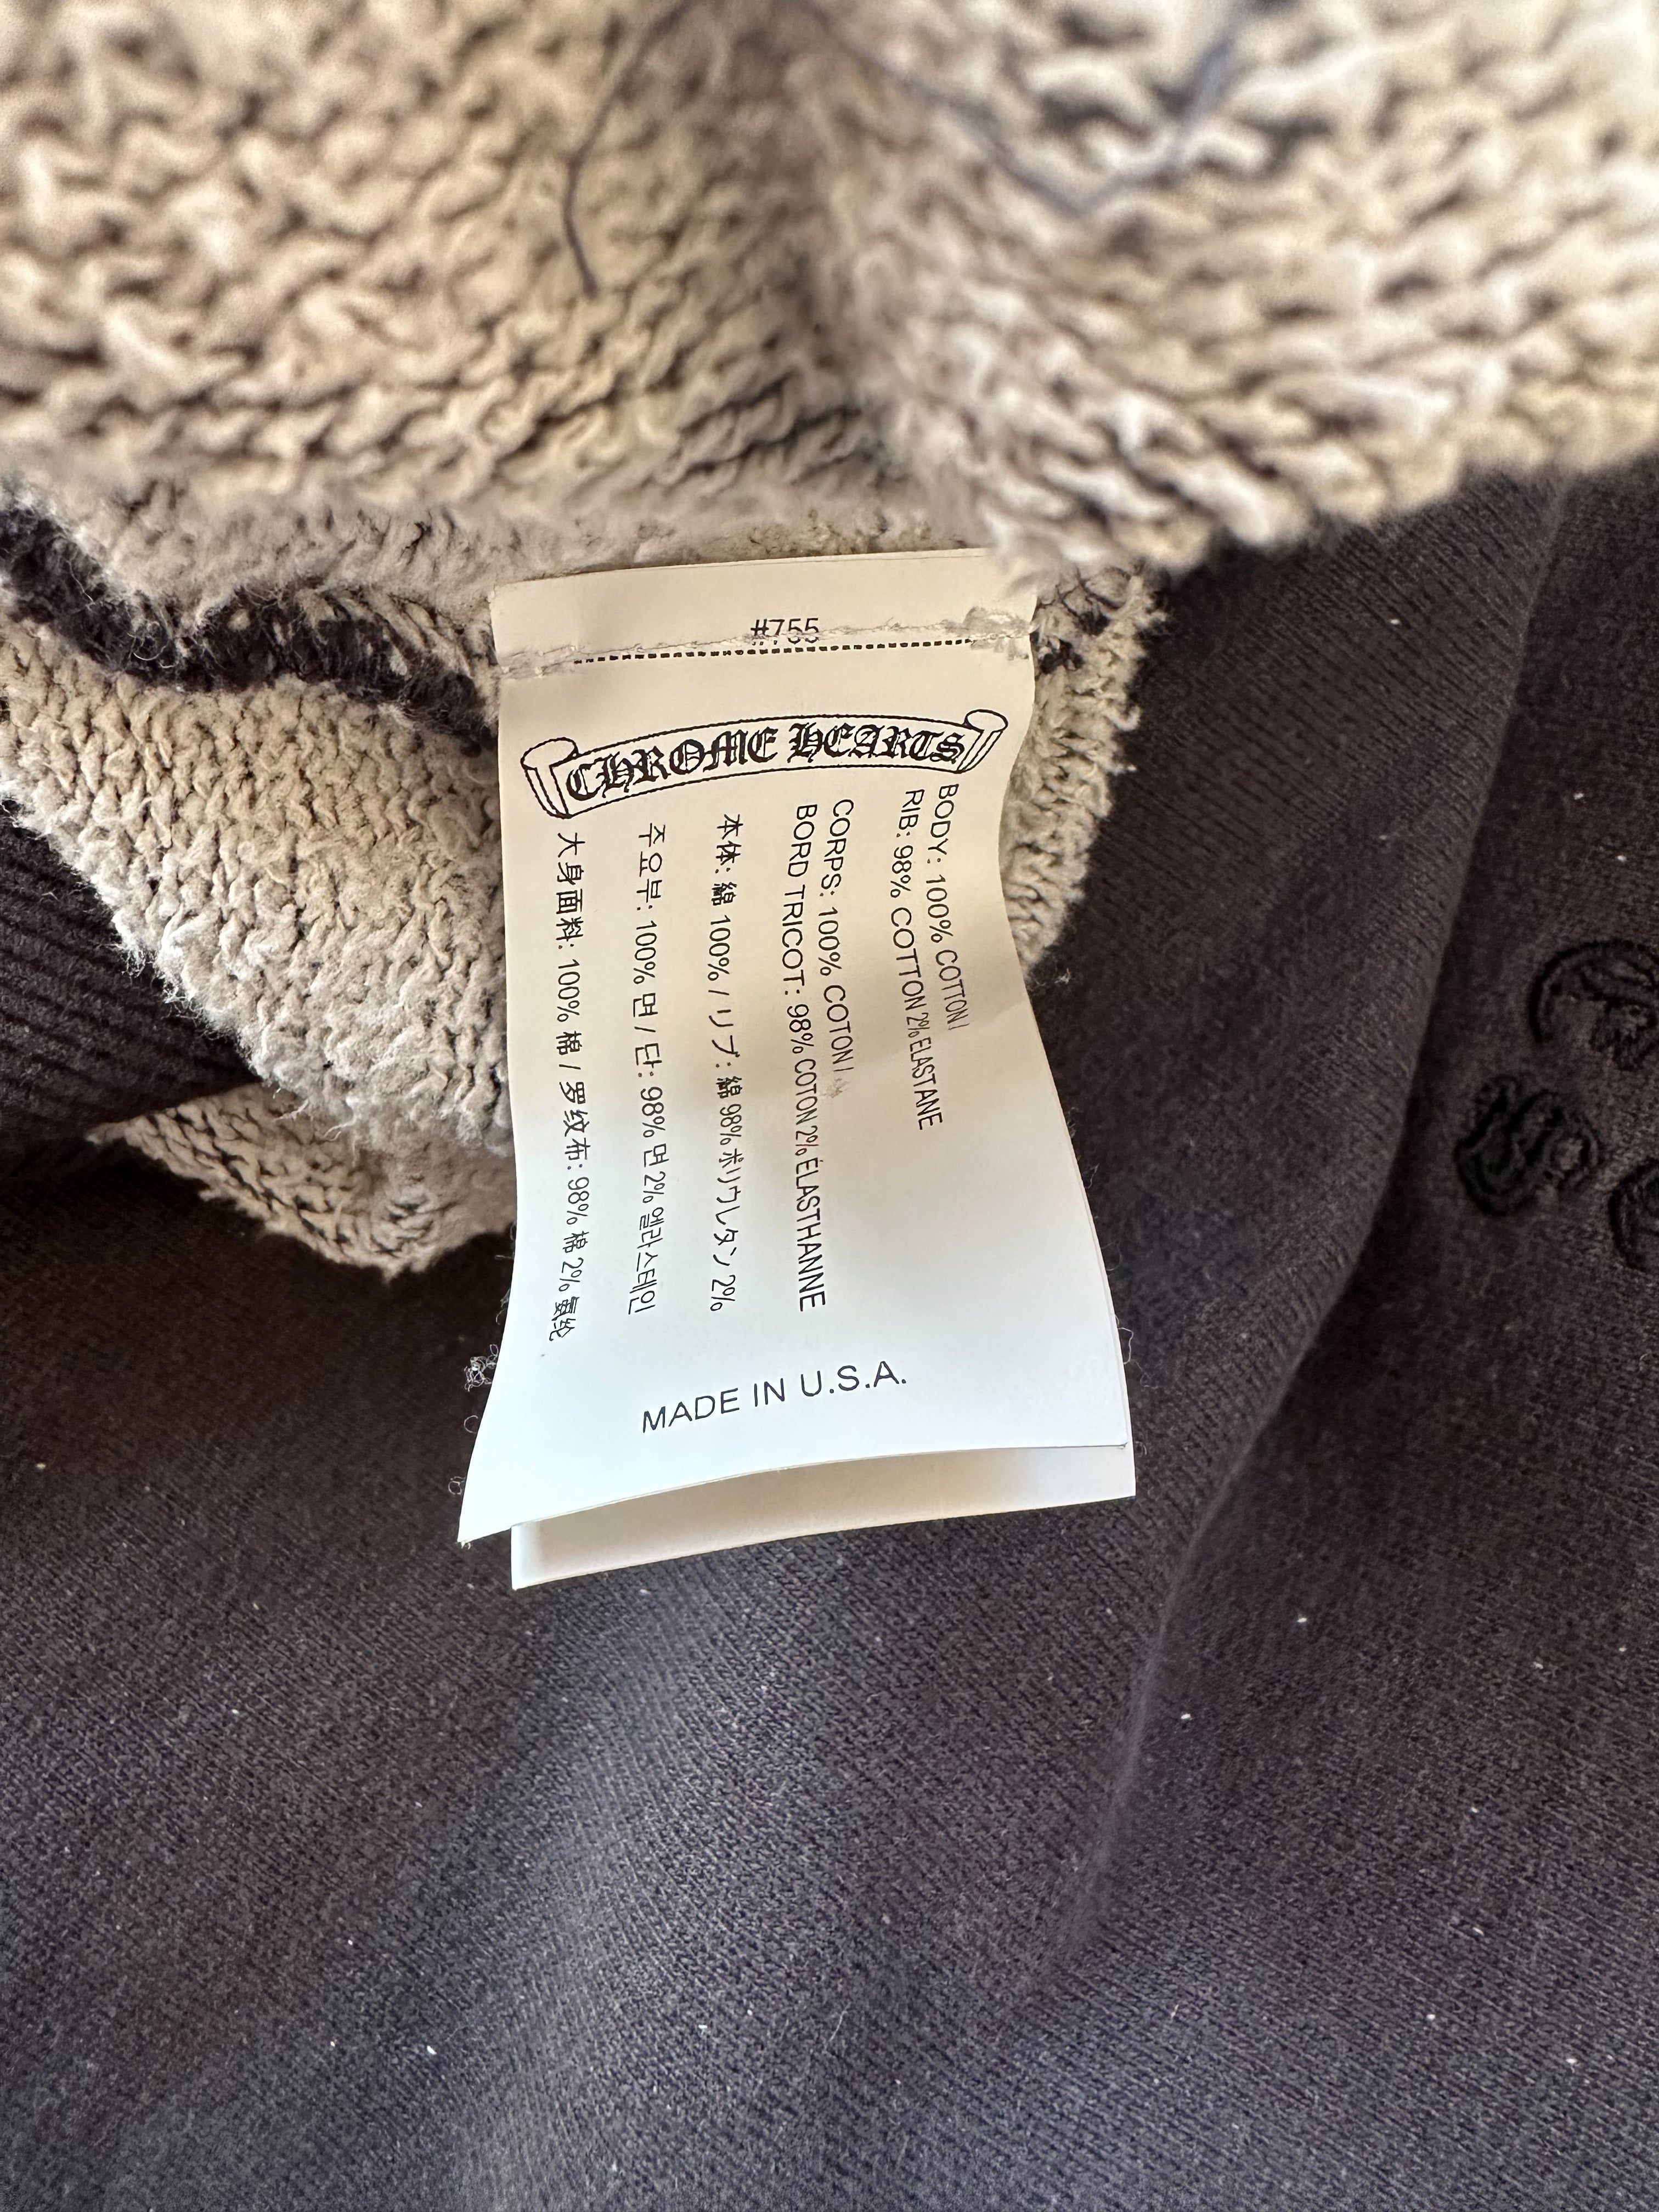 #755
CHROME HEARTS
BODY: 100% COTTON /
RIB: 98% COTTON 2% ELASTANE
CORPS: 100% COTON /
BORD TRICOT: 98% COTON 2% ÉLASTHANNE
本体: 綿 100% / リブ: 綿 98% ポリウレタン 2%
주요부: 100% 면 / 단: 98% 면 2% 엘라스테인
大身面料: 100% 棉 / 罗纹布: 98% 棉 2% 氨纶
MADE IN U.S.A.